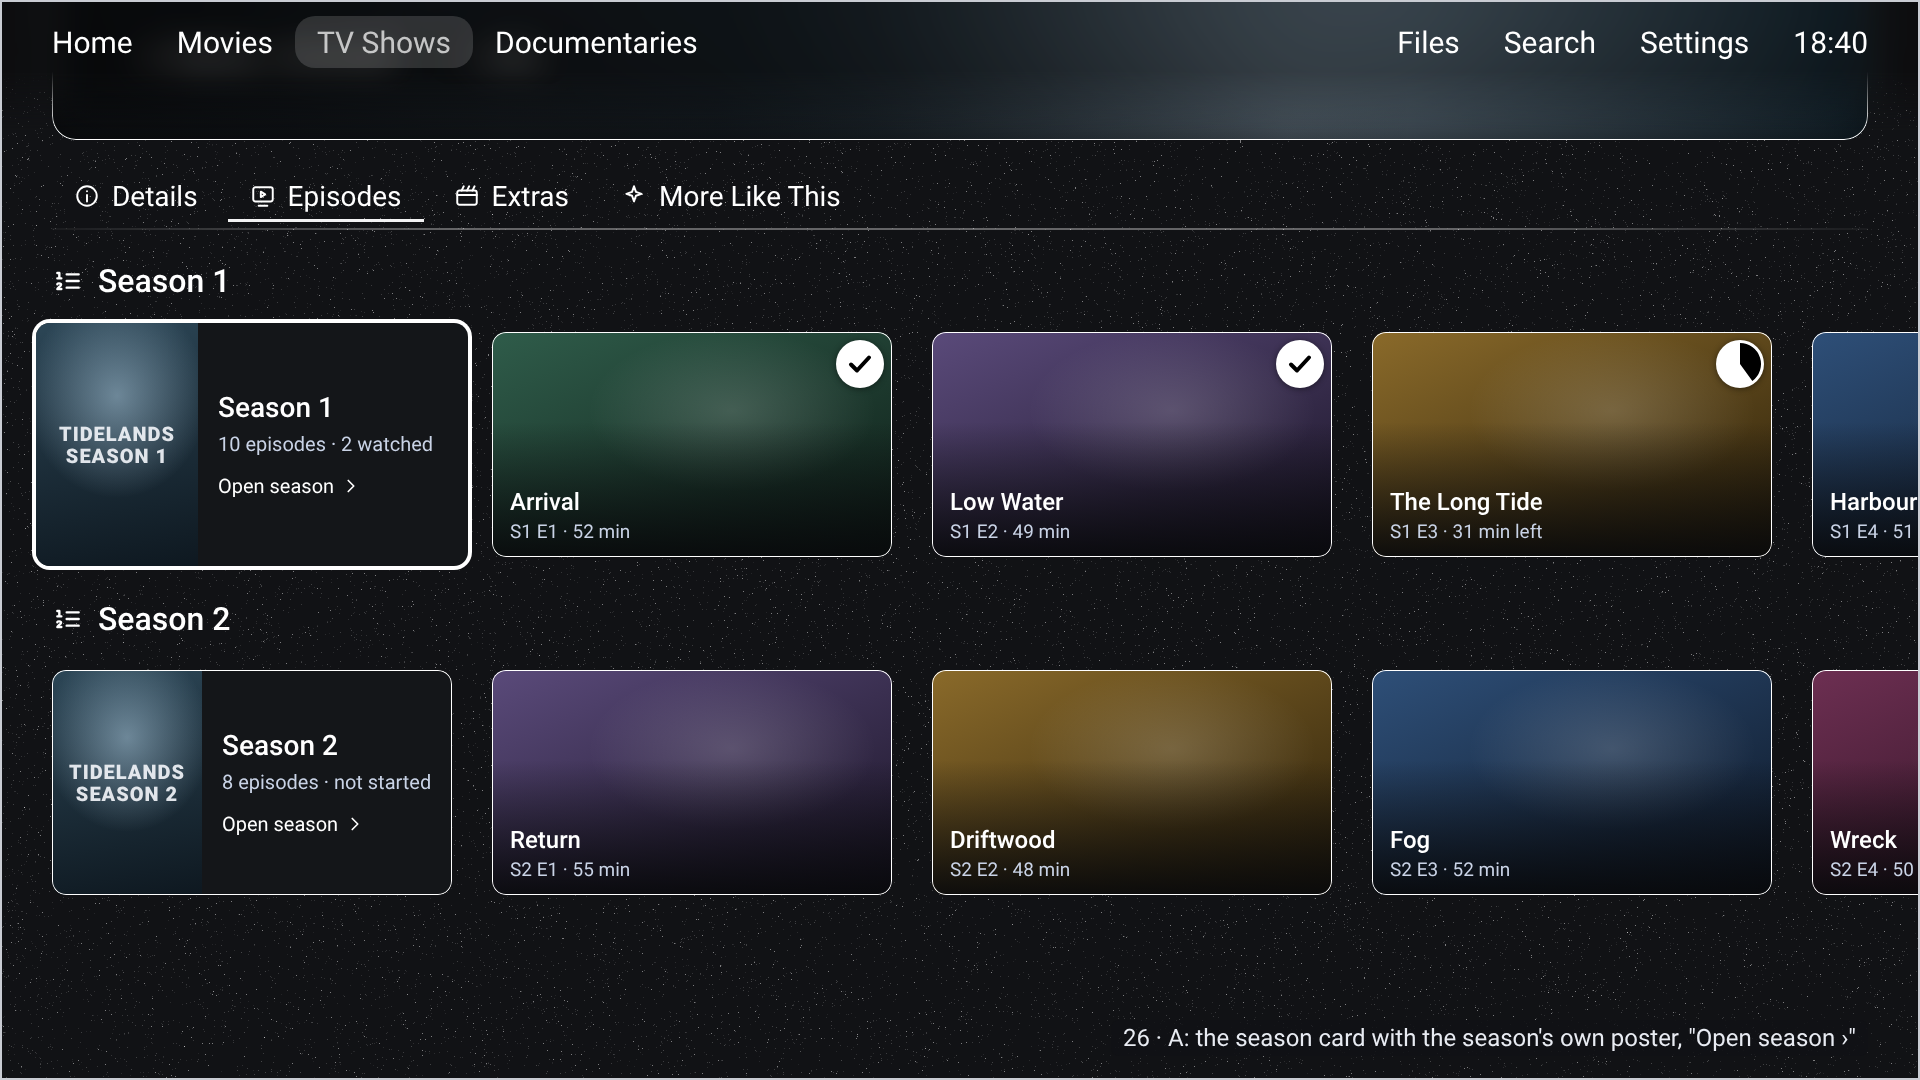 Home Movies TV Shows Documentaries Files Search Settings 18:40
Details Episodes Extras More Like This
Season 1
TIDELANDS
SEASON 1
Season 1
10 episodes · 2 watched
Open season ›
Arrival
S1 E1 · 52 min
Low Water
S1 E2 · 49 min
The Long Tide
S1 E3 · 31 min left
Harbour
S1 E4 · 51
Season 2
TIDELANDS
SEASON 2
Season 2
8 episodes · not started
Open season ›
Return
S2 E1 · 55 min
Driftwood
S2 E2 · 48 min
Fog
S2 E3 · 52 min
Wreck
S2 E4 · 50
26 · A: the season card with the season's own poster, "Open season ›"